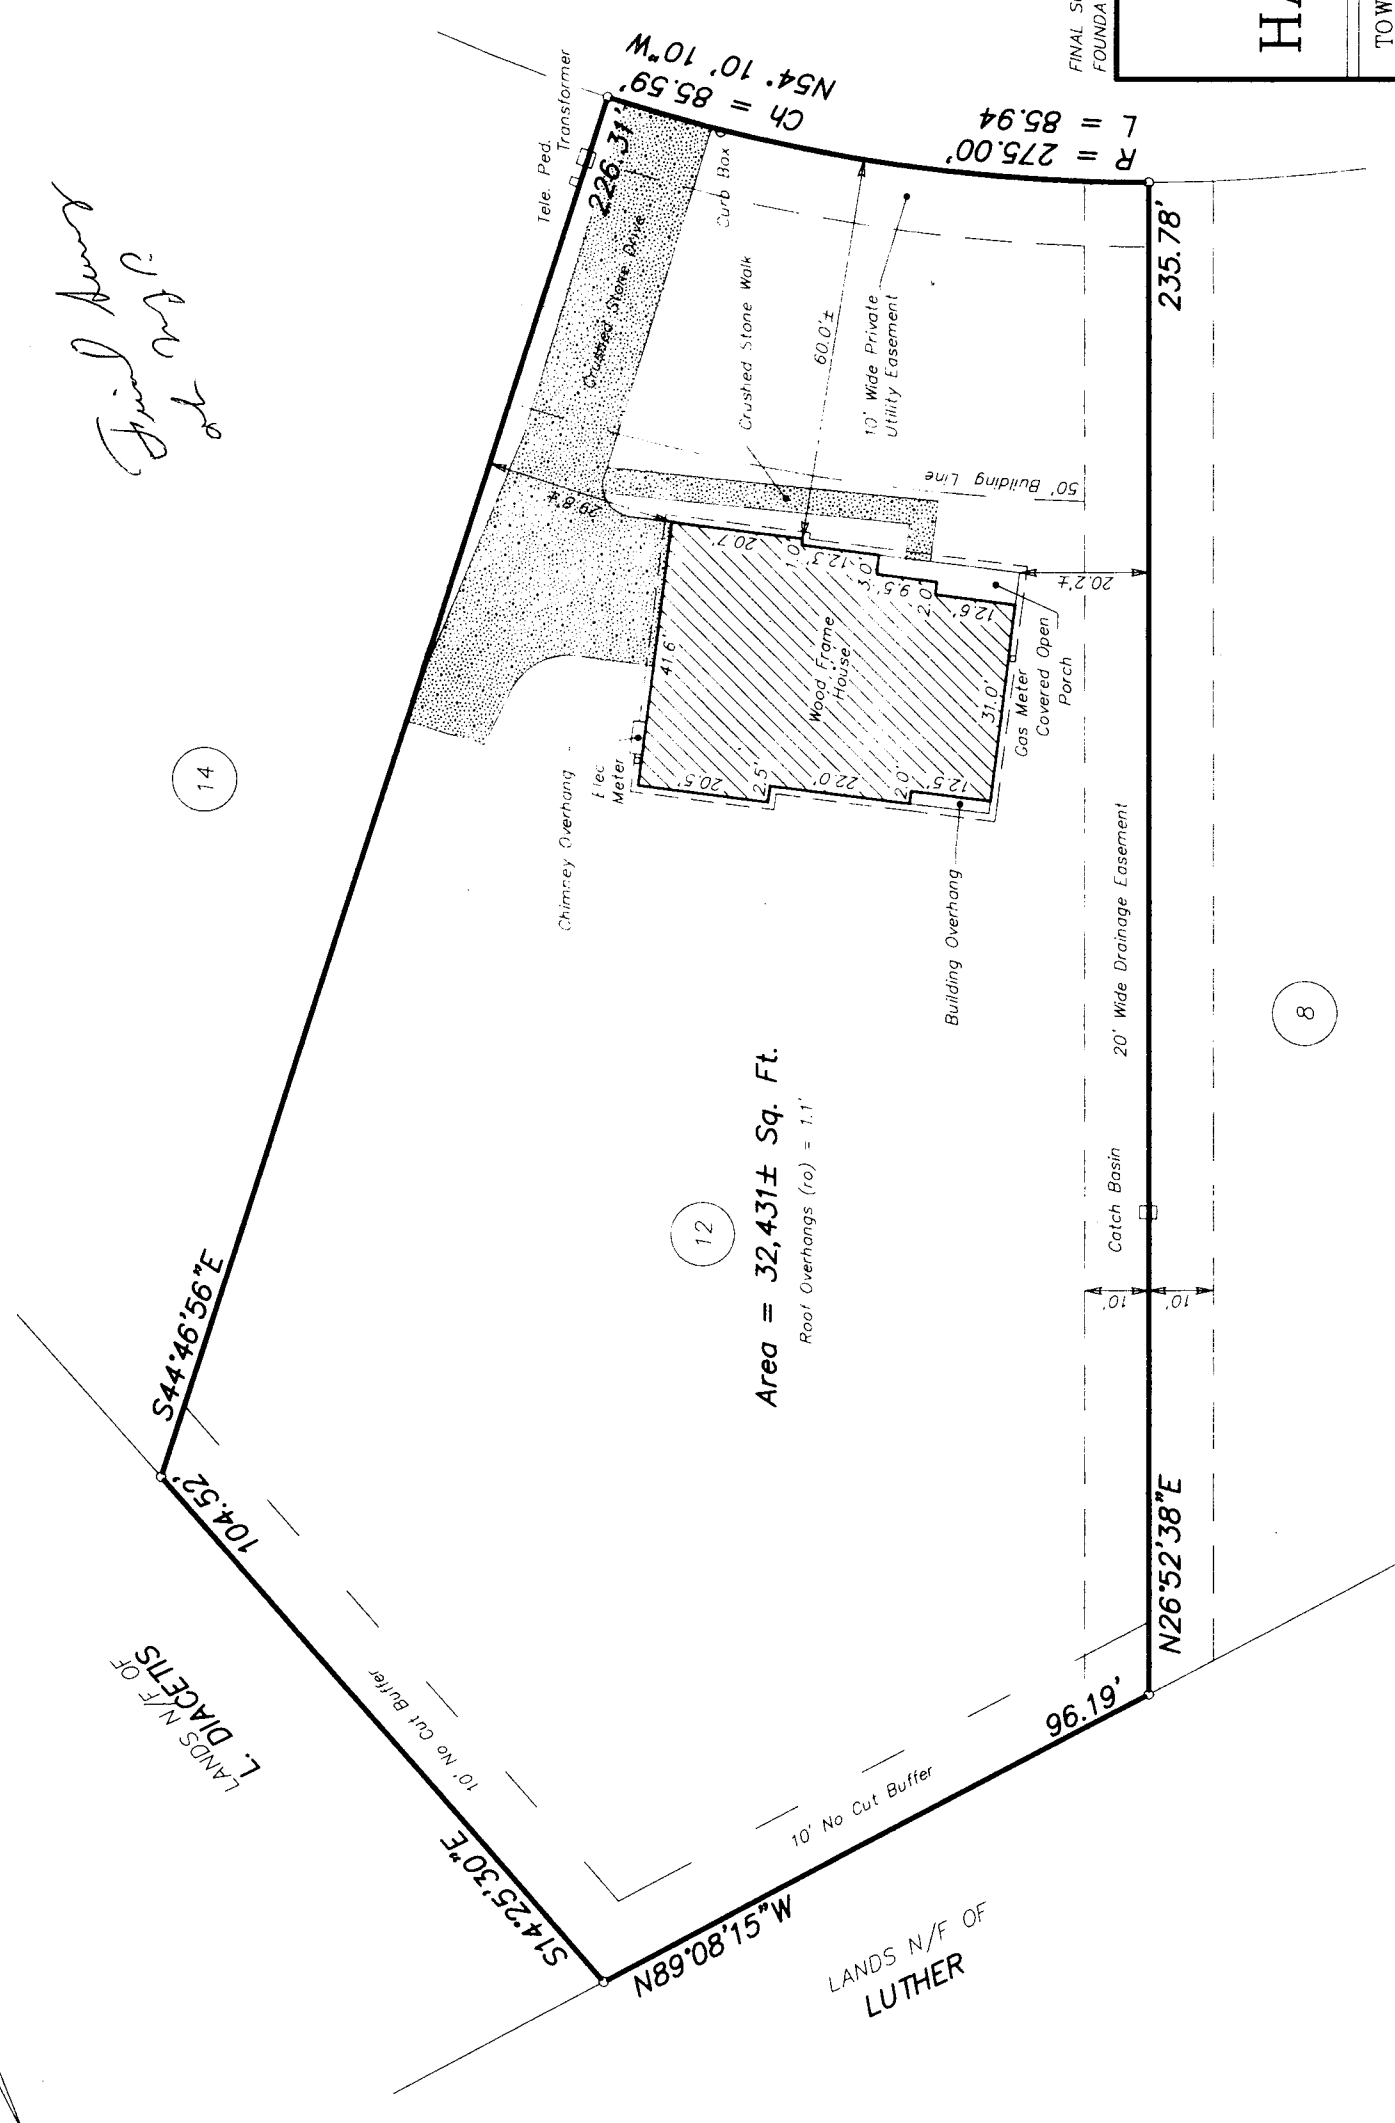 Final Survey
FINAL
FOUNDA
HA
TOW
Tele. Ped.
Transformer
226.31'
Ch = 85.59'
N54° 10' 10"W
R = 275.00'
L = 85.94
Curb Box
Crushed Stone Drive
Crushed Stone Walk
60.0'±
10' Wide Private
Utility Easement
50' Building Line
235.78'
29.8'±
20.7'
1.0'
12.3'
3.0'
9.5'
2.0'
12.6'
20.2'±
41.6'
Wood Frame
House
31.0'
Gas Meter
Covered Open
Porch
Chimney Overhang
Elec
Meter
20.5'
2.5'
22.0'
2.0'
12.5'
Building Overhang
14
12
8
Area = 32,431± Sq. Ft.
Roof Overhangs (ro) = 1.1'
20' Wide Drainage Easement
Catch Basin
10'
10'
S44°46'56"E
104.52'
LANDS N/F OF
L. DIACETIS
10' No Cut Buffer
S14°25'30"E
N89°08'15"W
10' No Cut Buffer
96.19'
N26°52'38"E
LANDS N/F OF
LUTHER